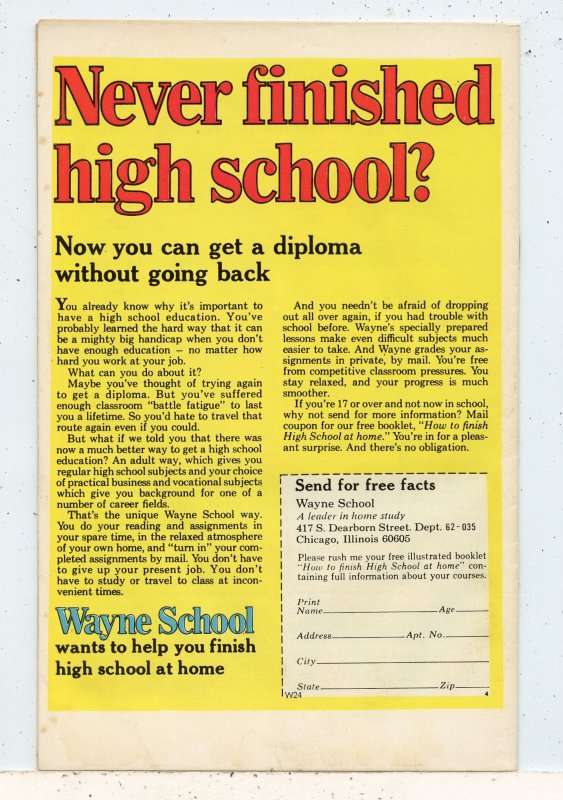 Never finished
high school?
Now you can get a diploma
without going back
You already know why it's important to
have a high school education. You've
probably learned the hard way that it can
be a mighty big handicap when you don't
have enough education – no matter how
hard you work at your job.
What can you do about it?
Maybe you've thought of trying again
to get a diploma. But you've suffered
enough classroom "battle fatigue" to last
you a lifetime. So you'd hate to travel that
route again even if you could.
But what if we told you that there was
now a much better way to get a high school
education? An adult way, which gives you
regular high school subjects and your choice
of practical business and vocational subjects
which give you background for one of a
number of career fields.
That's the unique Wayne School way.
You do your reading and assignments in
your spare time, in the relaxed atmosphere
of your own home, and "turn in" your com-
pleted assignments by mail. You don't have
to give up your present job. You don't
have to study or travel to class at incon-
venient times.
Wayne School
wants to help you finish
high school at home
And you needn't be afraid of dropping
out all over again, if you had trouble with
school before. Wayne's specially prepared
lessons make even difficult subjects much
easier to take. And Wayne grades your as-
signments in private, by mail. You're free
from competitive classroom pressures. You
stay relaxed, and your progress is much
smoother.
If you're 17 or over and not now in school,
why not send for more information? Mail
coupon for our free booklet, "How to finish
High School at home." You're in for a pleas-
ant surprise. And there's no obligation.
Send for free facts
Wayne School
A leader in home study
417 S. Dearborn Street. Dept. 62-035
Chicago, Illinois 60605
Please rush me your free illustrated booklet
"How to finish High School at home" con-
taining full information about your courses.
Print
Name Age
Address Apt. No.
City
State Zip
W24 4